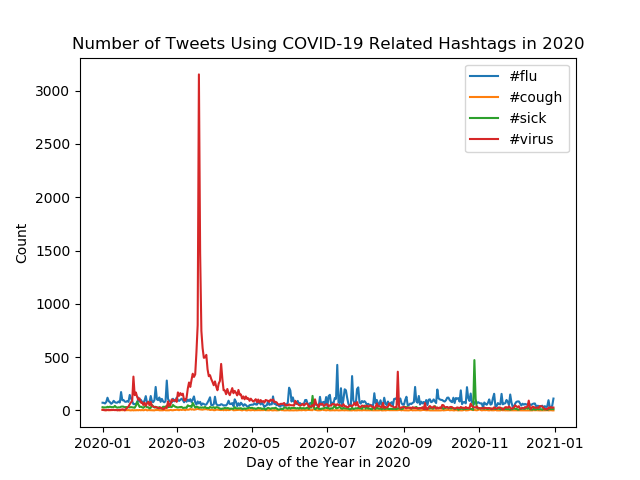 Number of Tweets Using COVID-19 Related Hashtags in 2020
#flu
#cough
#sick
#virus
3000
2500
2000
1500
1000
500
0
Count
2020-01 2020-03 2020-05 2020-07 2020-09 2020-11 2021-01
Day of the Year in 2020